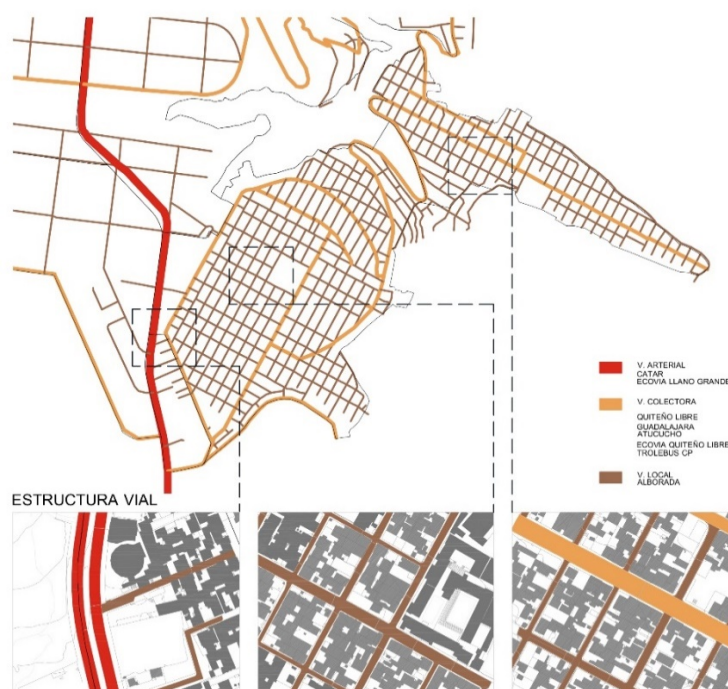 V. ARTERIAL
CATAR
ECOVIA LLANO GRANDE
V. COLECTORA
QUITEÑO LIBRE
GUADALAJARA
ATUCUCHO
ECOVIA QUITEÑO LIBRE
TROLEBUS CP
V. LOCAL
ALBORADA
ESTRUCTURA VIAL